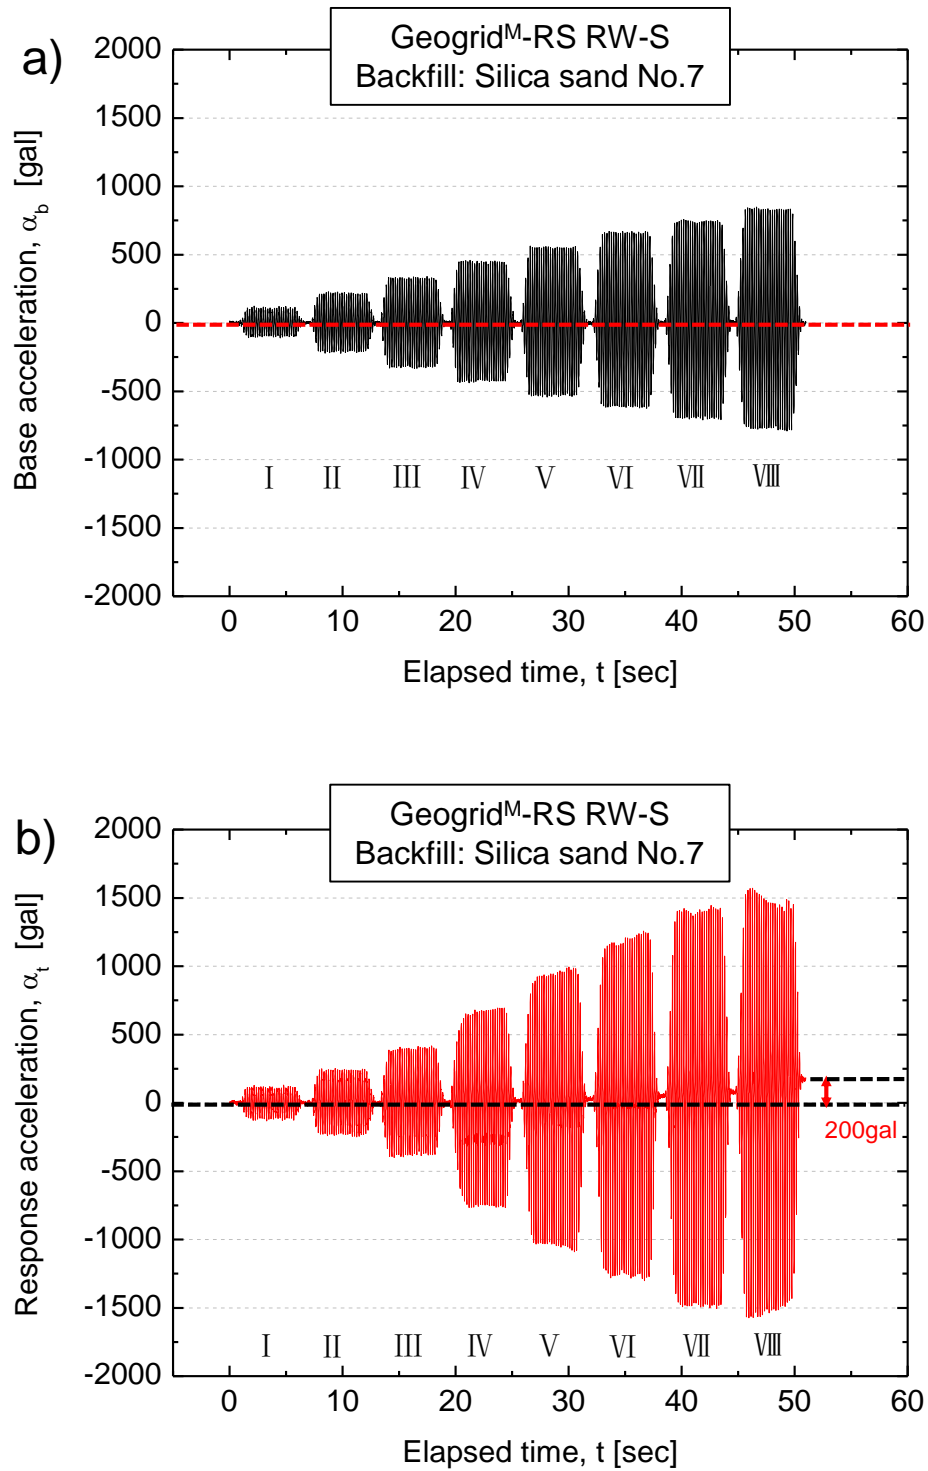 a)
Geogridᴹ-RS RW-S
Backfill: Silica sand No.7
Base acceleration, α_b [gal]
2000
1500
1000
500
0
-500
-1000
-1500
-2000
Ⅰ Ⅱ Ⅲ Ⅳ Ⅴ Ⅵ Ⅶ Ⅷ
0 10 20 30 40 50 60
Elapsed time, t [sec]
b)
Geogridᴹ-RS RW-S
Backfill: Silica sand No.7
Response acceleration, α_t [gal]
2000
1500
1000
500
0
-500
-1000
-1500
-2000
200gal
Ⅰ Ⅱ Ⅲ Ⅳ Ⅴ Ⅵ Ⅶ Ⅷ
0 10 20 30 40 50 60
Elapsed time, t [sec]